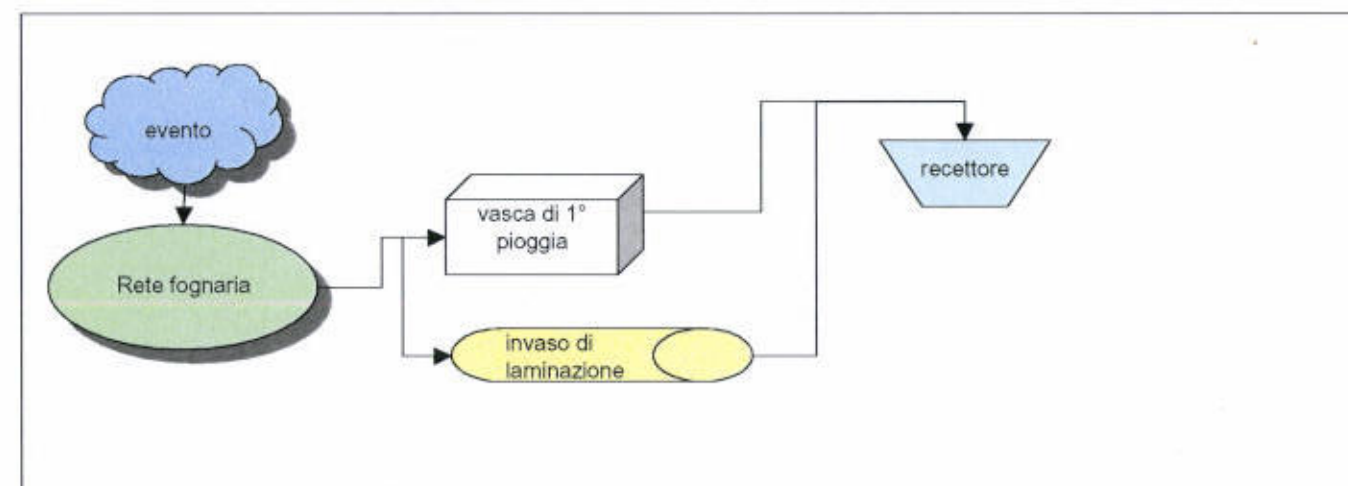 evento
Rete fognaria
vasca di 1°
pioggia
invaso di
laminazione
recettore